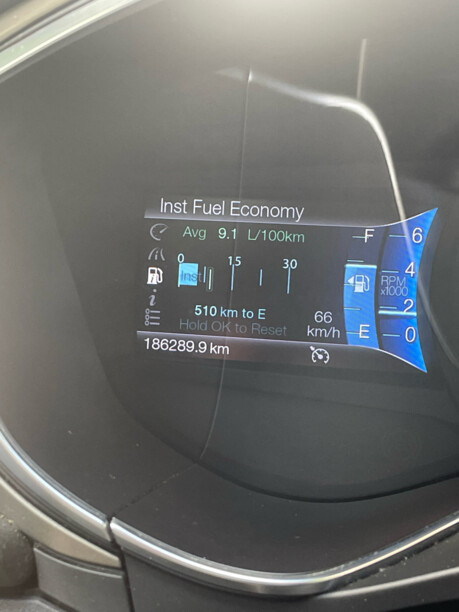 Inst Fuel Economy
Avg 9.1 L/100km
F
6
0 15 30
Inst
4
RPM
x1000
2
510 km to E
66
km/h
Hold OK to Reset
E
0
186289.9 km